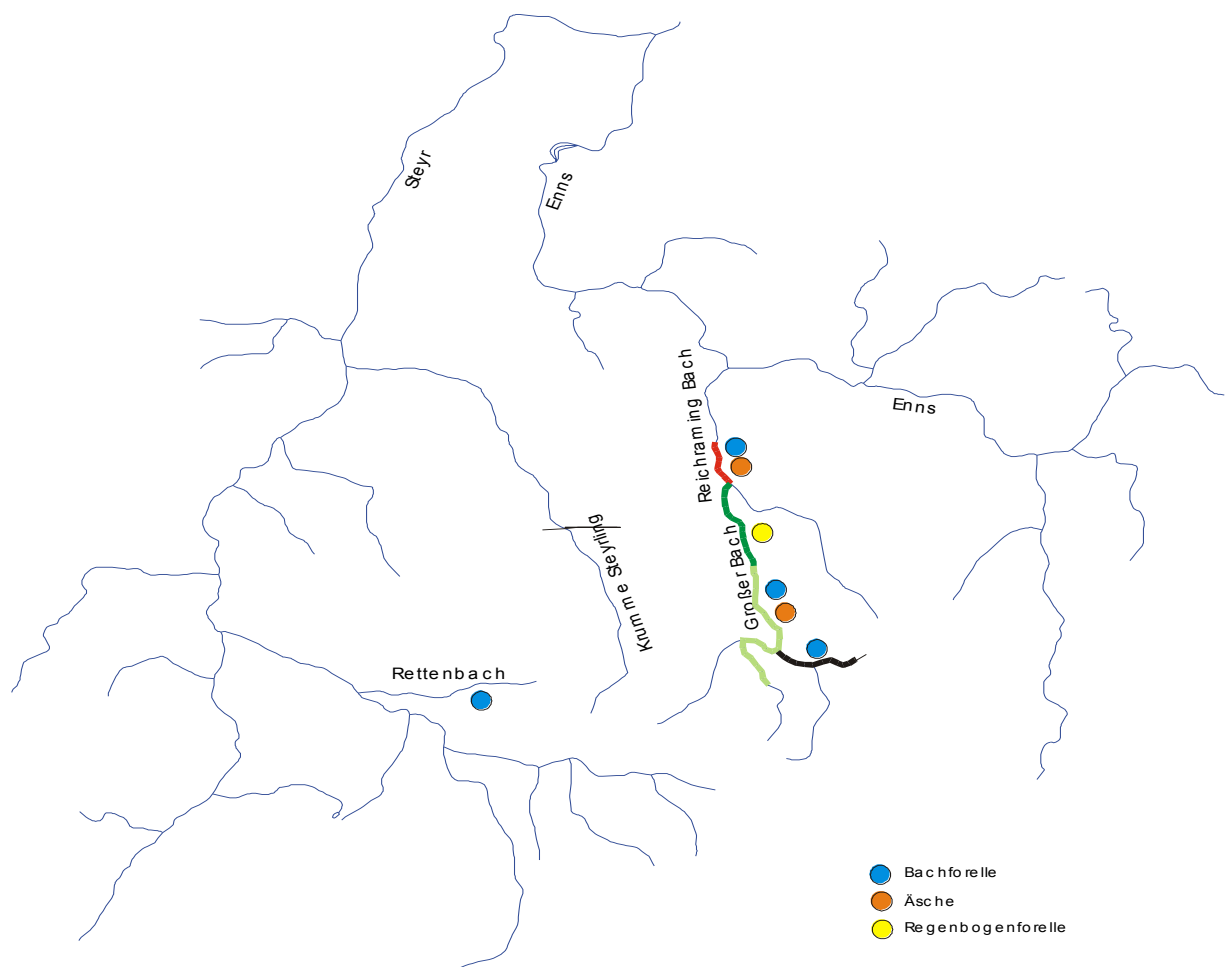 Steyr
Enns
Reichraming Bach
Enns
Krumme Steyrling
Großer Bach
Rettenbach
Bachforelle
Äsche
Regenbogenforelle